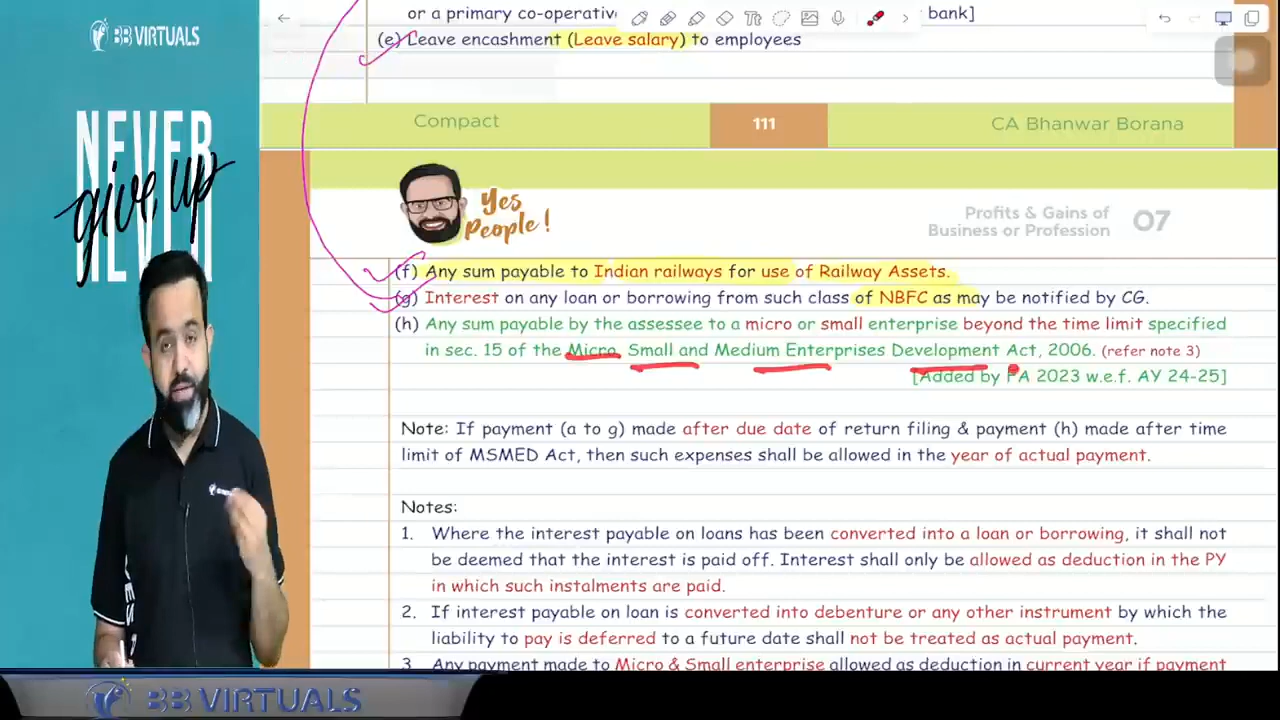 BB VIRTUALS
NEVER
give up
NEVER
or a primary co-operativ
bank]
(e) Leave encashment (Leave salary) to employees
Compact
111
CA Bhanwar Borana
Yes
People!
Profits & Gains of
Business or Profession
07
(f) Any sum payable to Indian railways for use of Railway Assets.
(g) Interest on any loan or borrowing from such class of NBFC as may be notified by CG.
(h) Any sum payable by the assessee to a micro or small enterprise beyond the time limit specified
in sec. 15 of the Micro, Small and Medium Enterprises Development Act, 2006. (refer note 3)
[Added by FA 2023 w.e.f. AY 24-25]
Note: If payment (a to g) made after due date of return filing & payment (h) made after time
limit of MSMED Act, then such expenses shall be allowed in the year of actual payment.
Notes:
1. Where the interest payable on loans has been converted into a loan or borrowing, it shall not
be deemed that the interest is paid off. Interest shall only be allowed as deduction in the PY
in which such instalments are paid.
2. If interest payable on loan is converted into debenture or any other instrument by which the
liability to pay is deferred to a future date shall not be treated as actual payment.
3. Any payment made to Micro & Small enterprise allowed as deduction in current year if payment
BB VIRTUALS